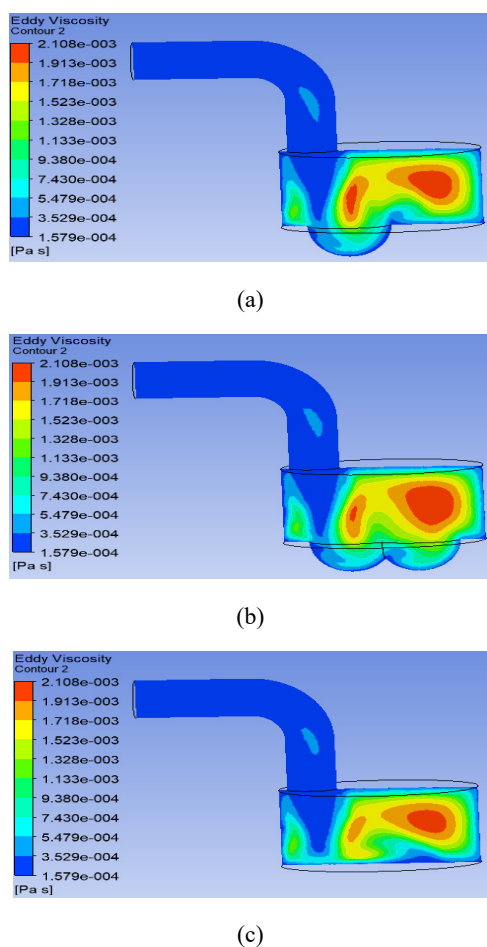 Eddy Viscosity
Contour 2
2.108e-003
1.913e-003
1.718e-003
1.523e-003
1.328e-003
1.133e-003
9.380e-004
7.430e-004
5.479e-004
3.529e-004
1.579e-004
[Pa s]
(a)
Eddy Viscosity
Contour 2
2.108e-003
1.913e-003
1.718e-003
1.523e-003
1.328e-003
1.133e-003
9.380e-004
7.430e-004
5.479e-004
3.529e-004
1.579e-004
[Pa s]
(b)
Eddy Viscosity
Contour 2
2.108e-003
1.913e-003
1.718e-003
1.523e-003
1.328e-003
1.133e-003
9.380e-004
7.430e-004
5.479e-004
3.529e-004
1.579e-004
[Pa s]
(c)